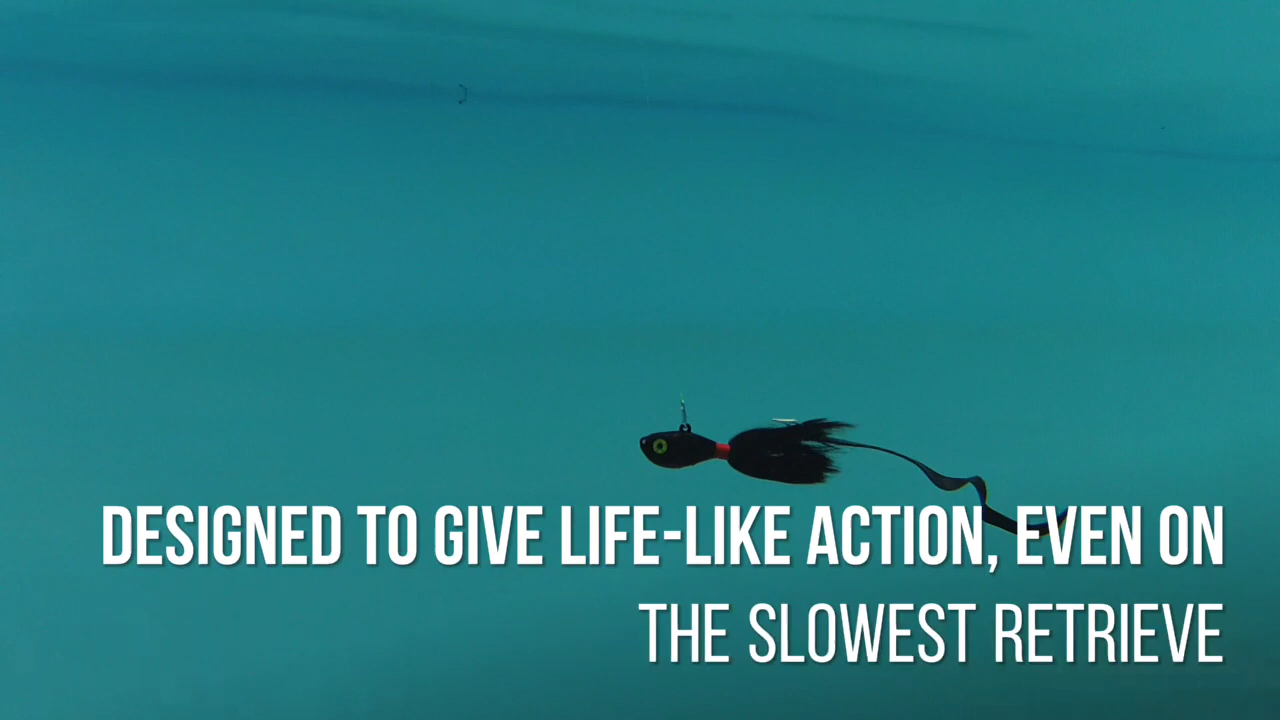 DESIGNED TO GIVE LIFE-LIKE ACTION, EVEN ON
THE SLOWEST RETRIEVE